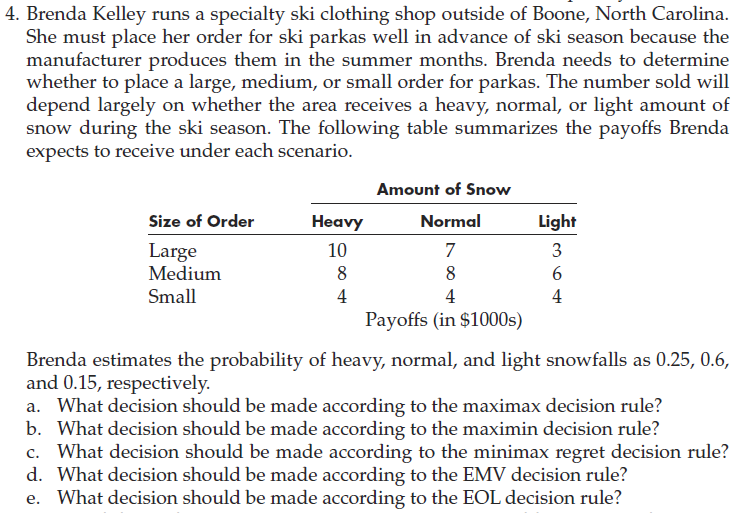 4. Brenda Kelley runs a specialty ski clothing shop outside of Boone, North Carolina.
She must place her order for ski parkas well in advance of ski season because the
manufacturer produces them in the summer months. Brenda needs to determine
whether to place a large, medium, or small order for parkas. The number sold will
depend largely on whether the area receives a heavy, normal, or light amount of
snow during the ski season. The following table summarizes the payoffs Brenda
expects to receive under each scenario.
Amount of Snow
Size of Order Heavy Normal Light
Large 10 7 3
Medium 8 8 6
Small 4 4 4
Payoffs (in $1000s)
Brenda estimates the probability of heavy, normal, and light snowfalls as 0.25, 0.6,
and 0.15, respectively.
a. What decision should be made according to the maximax decision rule?
b. What decision should be made according to the maximin decision rule?
c. What decision should be made according to the minimax regret decision rule?
d. What decision should be made according to the EMV decision rule?
e. What decision should be made according to the EOL decision rule?